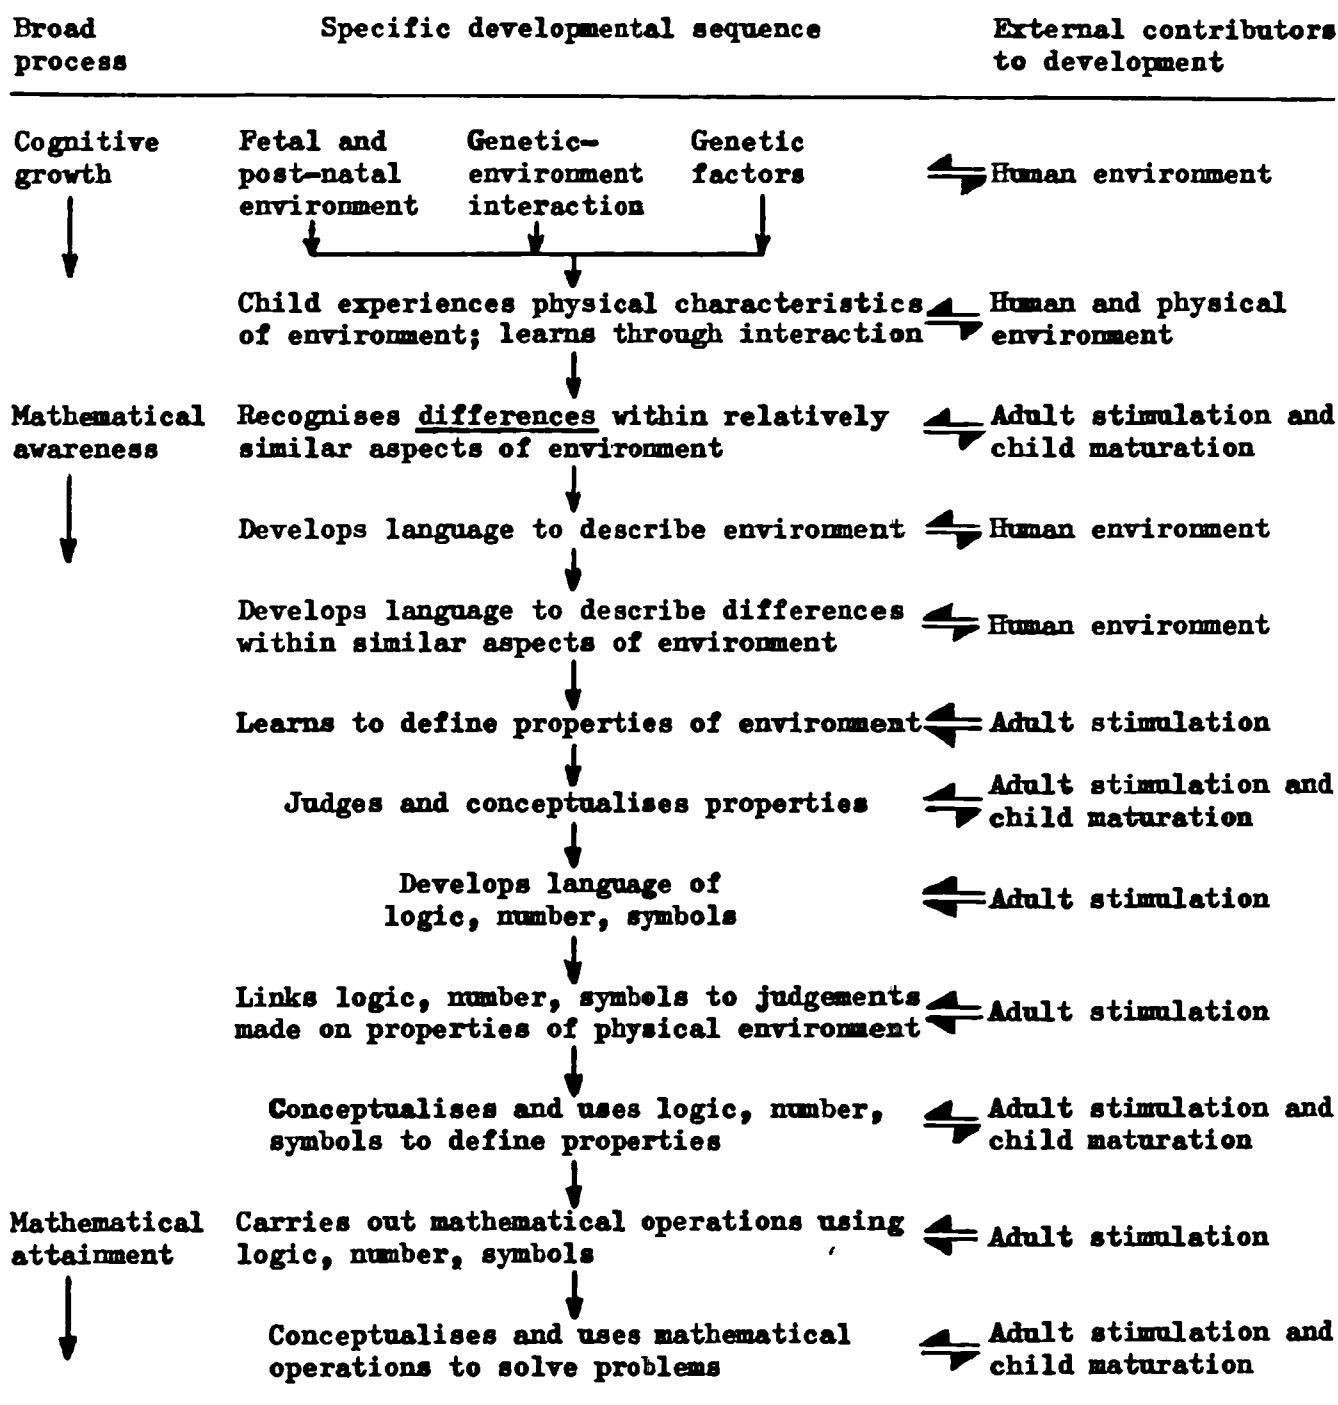 Broad process
Specific developmental sequence
External contributors to development
Cognitive growth
Fetal and post-natal environment
Genetic-environment interaction
Genetic factors
Human environment
Child experiences physical characteristics
of environment; learns through interaction
Human and physical
environment
Mathematical
awareness
Recognises differences within relatively
similar aspects of environment
Adult stimulation and
child maturation
Develops language to describe environment
Human environment
Develops language to describe differences
within similar aspects of environment
Human environment
Learns to define properties of environment
Adult stimulation
Judges and conceptualises properties
Adult stimulation and
child maturation
Develops language of
logic, number, symbols
Adult stimulation
Links logic, number, symbols to judgements
made on properties of physical environment
Adult stimulation
Conceptualises and uses logic, number,
symbols to define properties
Adult stimulation and
child maturation
Mathematical
attainment
Carries out mathematical operations using
logic, number, symbols
Adult stimulation
Conceptualises and uses mathematical
operations to solve problems
Adult stimulation and
child maturation